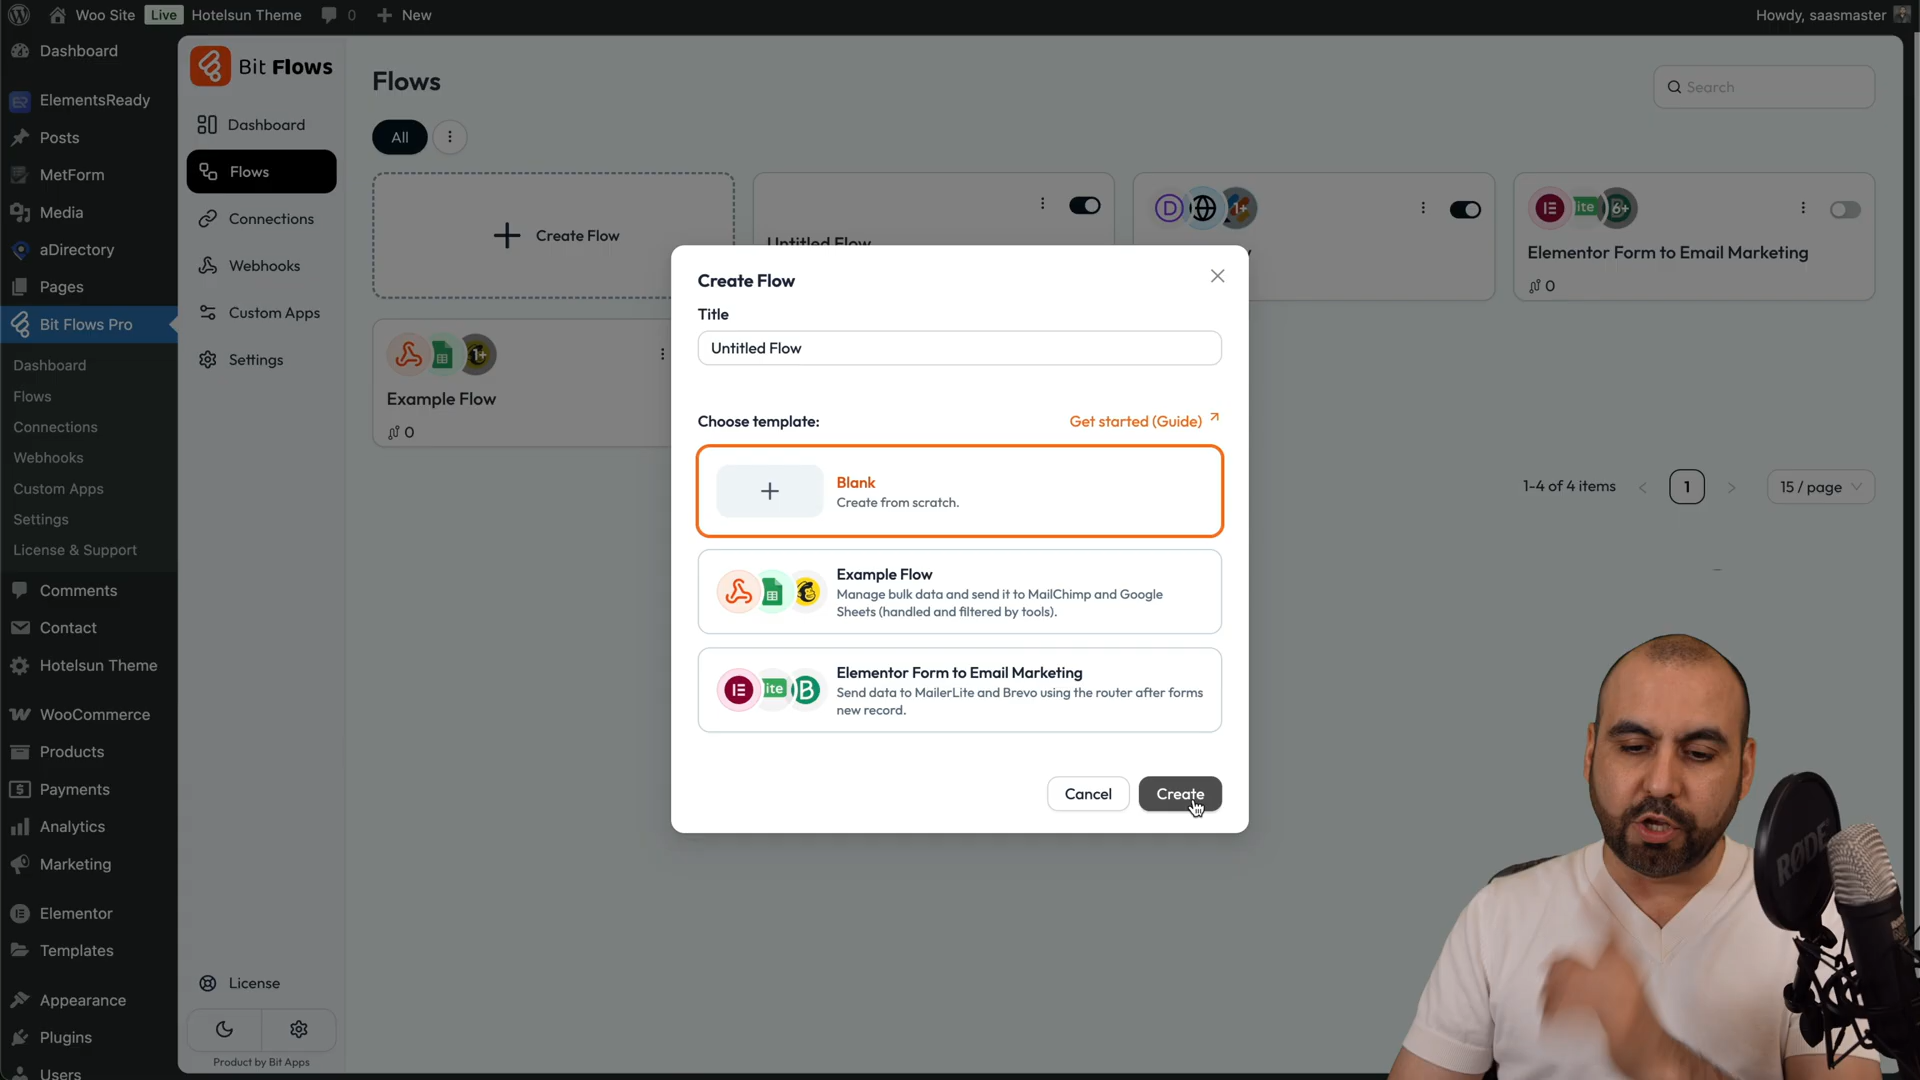 Woo Site
Live
Hotelsun Theme
0
New
Howdy, saasmaster
Dashboard
ElementsReady
Posts
MetForm
Media
aDirectory
Pages
Bit Flows Pro
Dashboard
Flows
Connections
Webhooks
Custom Apps
Settings
License & Support
Comments
Contact
Hotelsun Theme
WooCommerce
Products
Payments
Analytics
Marketing
Elementor
Templates
Appearance
Plugins
Users
Bit Flows
Dashboard
Flows
Connections
Webhooks
Custom Apps
Settings
License
Product by Bit Apps
Flows
Search
All
Create Flow
Untitled Flow
1+
lite
6+
Elementor Form to Email Marketing
0
1+
Example Flow
0
1-4 of 4 items
1
15 / page
Create Flow
Title
Untitled Flow
Choose template:
Get started (Guide)
Blank
Create from scratch.
Example Flow
Manage bulk data and send it to MailChimp and Google
Sheets (handled and filtered by tools).
lite
Elementor Form to Email Marketing
Send data to MailerLite and Brevo using the router after forms
new record.
Cancel
Create
RØDE